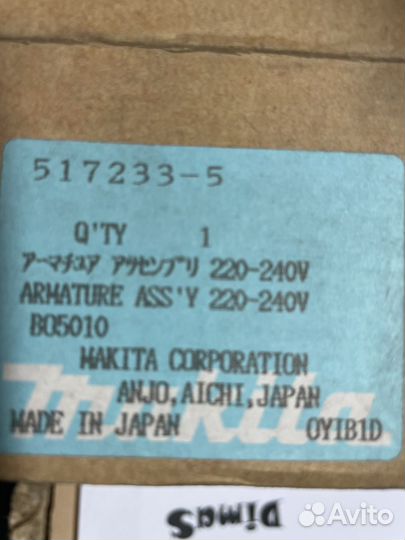 517233-5
Q'TY 1
アーマチュア アッセンブリ 220-240V
ARMATURE ASS'Y 220-240V
BO5010
MAKITA CORPORATION
ANJO,AICHI,JAPAN
makita
MADE IN JAPAN OYIB1D
DimaS
Avito